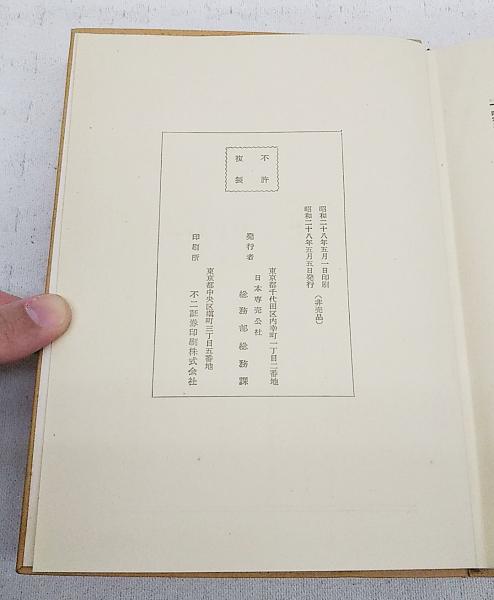 昭和二十八年五月一日印刷
昭和二十八年五月五日発行
（非売品）
不許
複製
東京都千代田区内幸町一丁目二番地
日本専売公社
発行者
総務部総務課
東京都中央区槇町三丁目五番地
印刷所
不二証券印刷株式会社